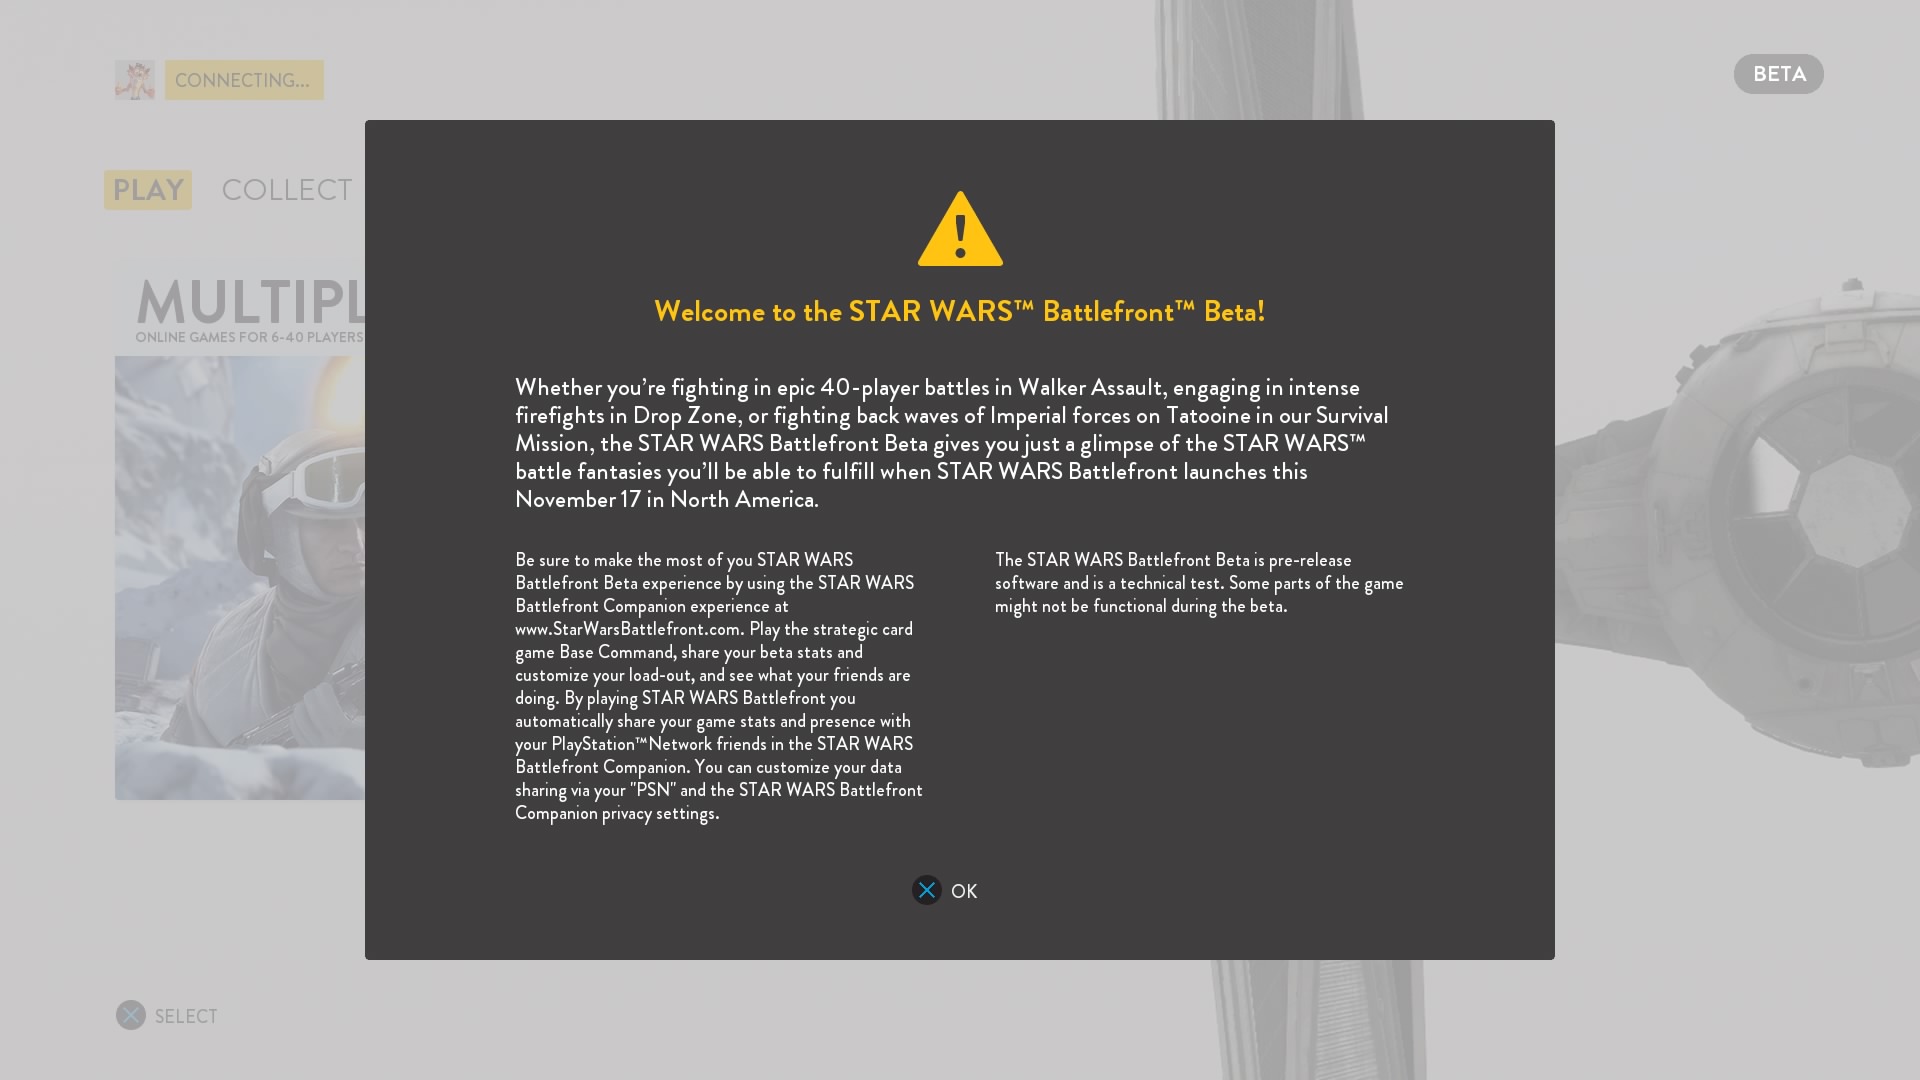 CONNECTING...
BETA
PLAY COLLECT
MULTIPL
ONLINE GAMES FOR 6-40 PLAYERS
Welcome to the STAR WARS™ Battlefront™ Beta!
Whether you’re fighting in epic 40-player battles in Walker Assault, engaging in intense
firefights in Drop Zone, or fighting back waves of Imperial forces on Tatooine in our Survival
Mission, the STAR WARS Battlefront Beta gives you just a glimpse of the STAR WARS™
battle fantasies you’ll be able to fulfill when STAR WARS Battlefront launches this
November 17 in North America.
Be sure to make the most of you STAR WARS
Battlefront Beta experience by using the STAR WARS
Battlefront Companion experience at
www.StarWarsBattlefront.com. Play the strategic card
game Base Command, share your beta stats and
customize your load-out, and see what your friends are
doing. By playing STAR WARS Battlefront you
automatically share your game stats and presence with
your PlayStation™Network friends in the STAR WARS
Battlefront Companion. You can customize your data
sharing via your "PSN" and the STAR WARS Battlefront
Companion privacy settings.
The STAR WARS Battlefront Beta is pre-release
software and is a technical test. Some parts of the game
might not be functional during the beta.
OK
SELECT